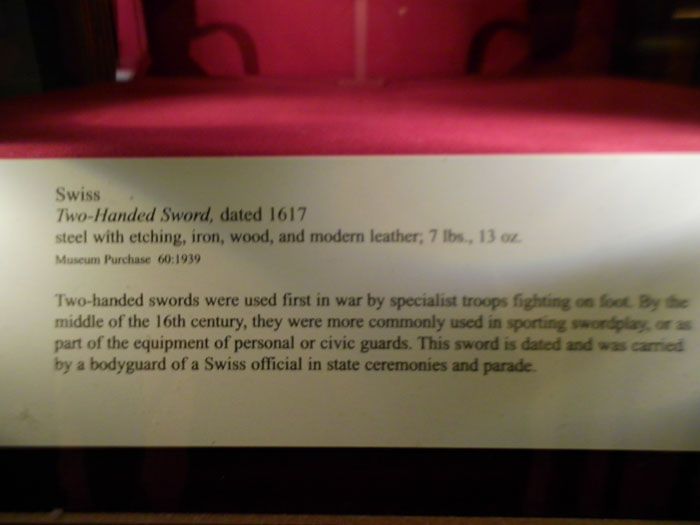 Swiss
Two-Handed Sword, dated 1617
steel with etching, iron, wood, and modern leather; 7 lbs., 13 oz.
Museum Purchase 60:1939
Two-handed swords were used first in war by specialist troops fighting on foot. By the
middle of the 16th century, they were more commonly used in sporting swordplay, or as
part of the equipment of personal or civic guards. This sword is dated and was carried
by a bodyguard of a Swiss official in state ceremonies and parade.